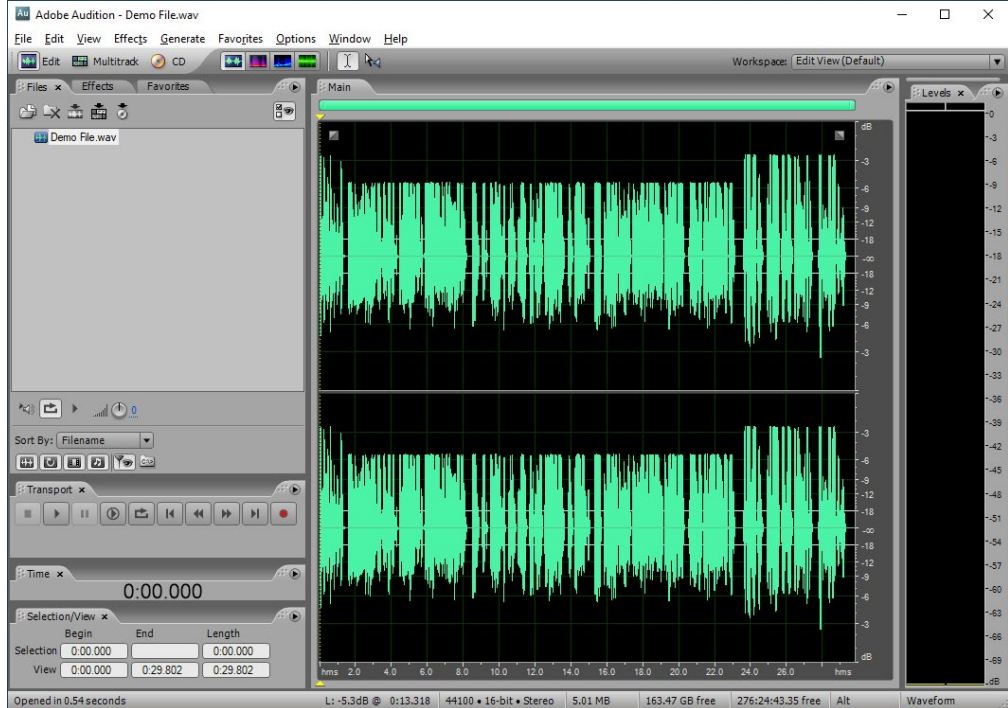 Au Adobe Audition - Demo File.wav
File Edit View Effects Generate Favorites Options Window Help
Edit Multitrack CD Workspace: Edit View (Default)
Files Effects Favorites
Main
Levels
Demo File.wav
dB
-3
-6
-9
-12
-18
-∞
-18
-12
-9
-6
-3
-3
-6
-9
-12
-18
-∞
-18
-12
-9
-6
-3
dB
hms 2.0 4.0 6.0 8.0 10.0 12.0 14.0 16.0 18.0 20.0 22.0 24.0 26.0 hms
0
-3
-6
-9
-12
-15
-18
-21
-24
-27
-30
-33
-36
-39
-42
-45
-48
-51
-54
-57
-60
-63
-66
-69
dB
0
Sort By: Filename
Transport
Time
0:00.000
Selection/View
Begin End Length
Selection 0:00.000 0:00.000
View 0:00.000 0:29.802 0:29.802
Opened in 0.54 seconds L: -5.3dB @ 0:13.318 44100 • 16-bit • Stereo 5.01 MB 163.47 GB free 276:24:43.35 free Alt Waveform